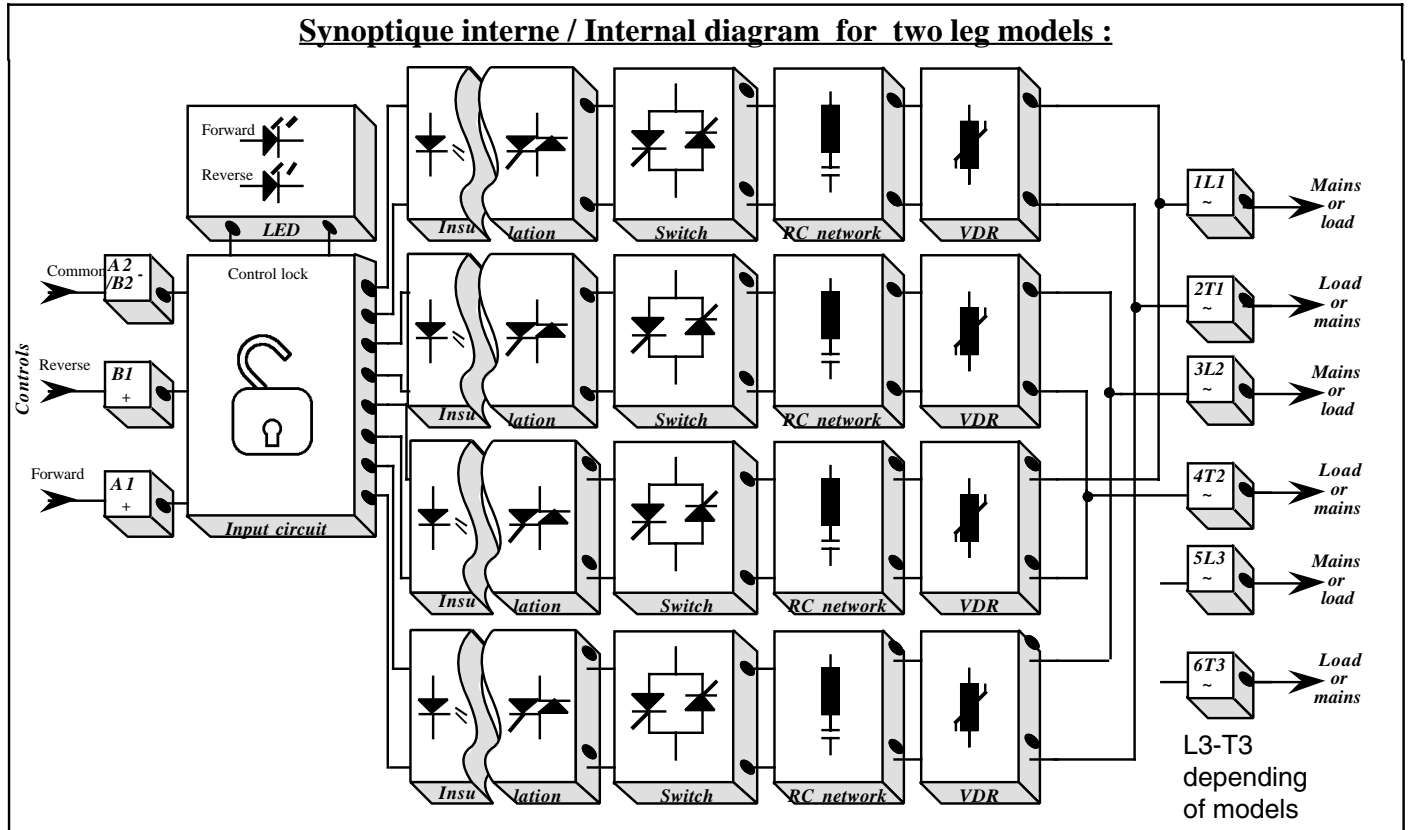 Synoptique interne / Internal diagram for two leg models :
Forward
Reverse
LED
Controls
Common
A2
/B2 -
Reverse
B1
+
Forward
A1
+
Control lock
Input circuit
Insu lation
Switch
RC network
VDR
Insu lation
Switch
RC network
VDR
Insu lation
Switch
RC network
VDR
Insu lation
Switch
RC network
VDR
1L1
~
Mains
or
load
2T1
~
Load
or
mains
3L2
~
Mains
or
load
4T2
~
Load
or
mains
5L3
~
Mains
or
load
6T3
~
Load
or
mains
L3-T3
depending
of models